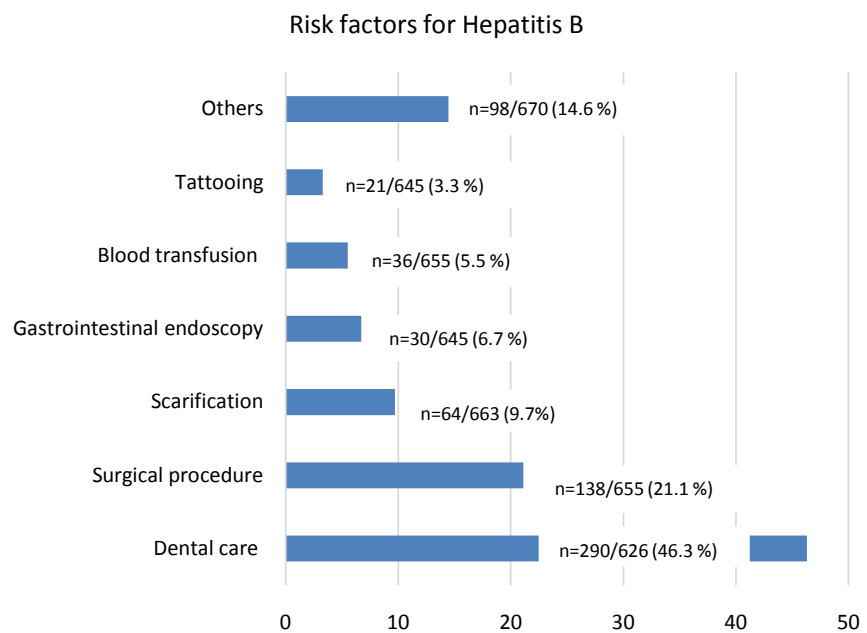 Risk factors for Hepatitis B
Others
n=98/670 (14.6 %)
Tattooing
n=21/645 (3.3 %)
Blood transfusion
n=36/655 (5.5 %)
Gastrointestinal endoscopy
n=30/645 (6.7 %)
Scarification
n=64/663 (9.7%)
Surgical procedure
n=138/655 (21.1 %)
Dental care
n=290/626 (46.3 %)
0 10 20 30 40 50